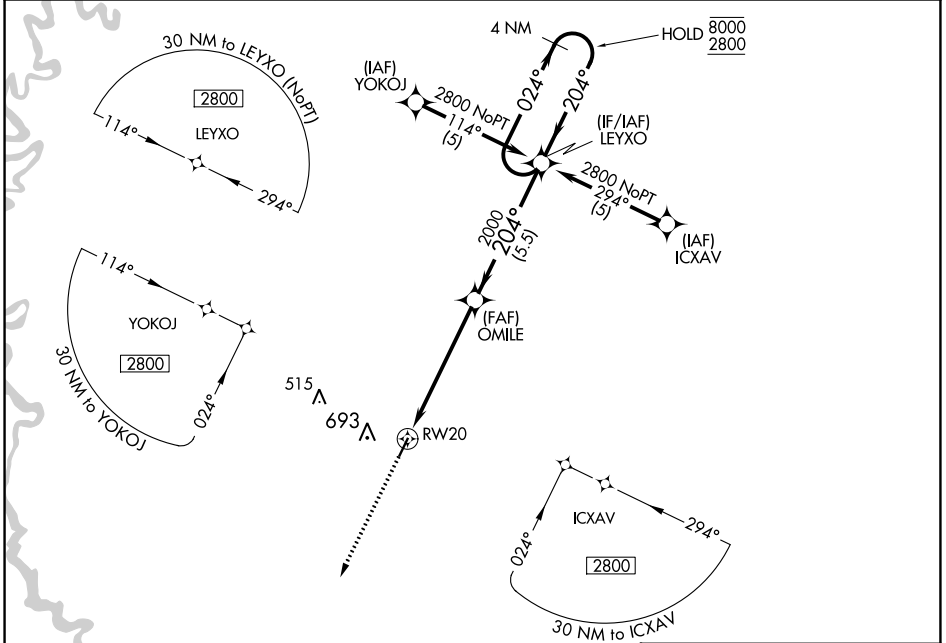 30 NM to LEYXO (NoPT)
2800
LEYXO
114°
294°
4 NM
HOLD 8000
2800
024°
204°
(IAF)
YOKOJ
2800 NoPT
114°
(5)
(IF/IAF)
LEYXO
2800 NoPT
294°
(5)
(IAF)
ICXAV
2000
204°
(5.5)
(FAF)
OMILE
114°
YOKOJ
2800
024°
30 NM to YOKOJ
515
693
RW20
ICXAV
024°
294°
2800
30 NM to ICXAV